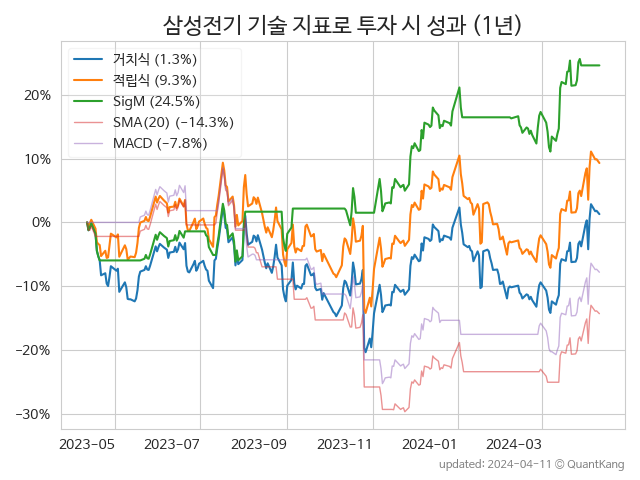 삼성전기 기술 지표로 투자 시 성과 (1년)
거치식 (1.3%)
적립식 (9.3%)
SigM (24.5%)
SMA(20) (−14.3%)
MACD (−7.8%)
20%
10%
0%
−10%
−20%
−30%
2023-05 2023-07 2023-09 2023-11 2024-01 2024-03
updated: 2024-04-11 ⓒ QuantKang